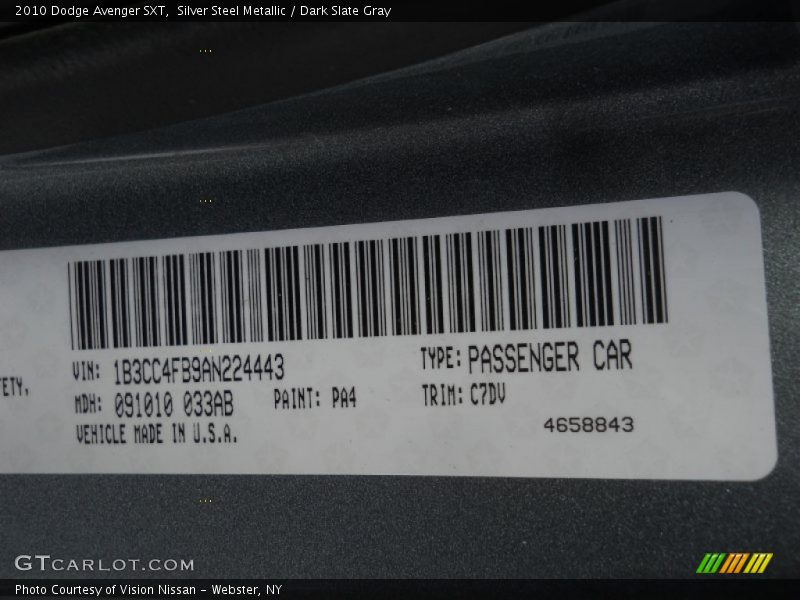 2010 Dodge Avenger SXT,  Silver Steel Metallic / Dark Slate Gray
VIN: 1B3CC4FB9AN224443 TYPE: PASSENGER CAR
MDH: 091010 033AB PAINT: PA4 TRIM: C7DV
VEHICLE MADE IN U.S.A.
4658843
GTCARLOT.COM
Photo Courtesy of Vision Nissan - Webster, NY